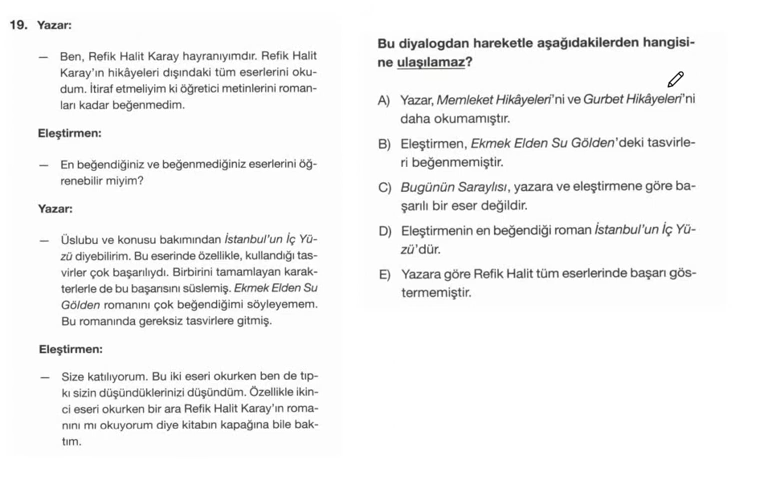 19. Yazar:
— Ben, Refik Halit Karay hayranıyımdır. Refik Halit
Karay'ın hikâyeleri dışındaki tüm eserlerini oku-
dum. İtiraf etmeliyim ki öğretici metinlerini roman-
ları kadar beğenmedim.
Eleştirmen:
— En beğendiğiniz ve beğenmediğiniz eserlerini öğ-
renebilir miyim?
Yazar:
— Üslubu ve konusu bakımından İstanbul'un İç Yü-
zü diyebilirim. Bu eserinde özellikle, kullandığı tas-
virler çok başarılıydı. Birbirini tamamlayan karak-
terlerle de bu başarısını süslemiş. Ekmek Elden Su
Gölden romanını çok beğendiğimi söyleyemem.
Bu romanında gereksiz tasvirlere gitmiş.
Eleştirmen:
— Size katılıyorum. Bu iki eseri okurken ben de tıp-
kı sizin düşündüklerinizi düşündüm. Özellikle ikin-
ci eseri okurken bir ara Refik Halit Karay'ın roma-
nını mı okuyorum diye kitabın kapağına bile bak-
tım.
Bu diyalogdan hareketle aşağıdakilerden hangisi-
ne ulaşılamaz?
A) Yazar, Memleket Hikâyeleri'ni ve Gurbet Hikâyeleri'ni
daha okumamıştır.
B) Eleştirmen, Ekmek Elden Su Gölden'deki tasvirle-
ri beğenmemiştir.
C) Bugünün Saraylısı, yazara ve eleştirmene göre ba-
şarılı bir eser değildir.
D) Eleştirmenin en beğendiği roman İstanbul'un İç Yü-
zü'dür.
E) Yazara göre Refik Halit tüm eserlerinde başarı gös-
termemiştir.